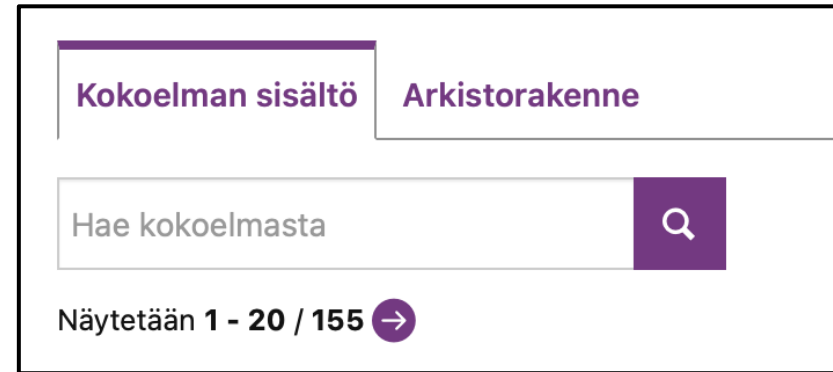 Kokoelman sisältö Arkistorakenne
Hae kokoelmasta
Näytetään 1 - 20 / 155